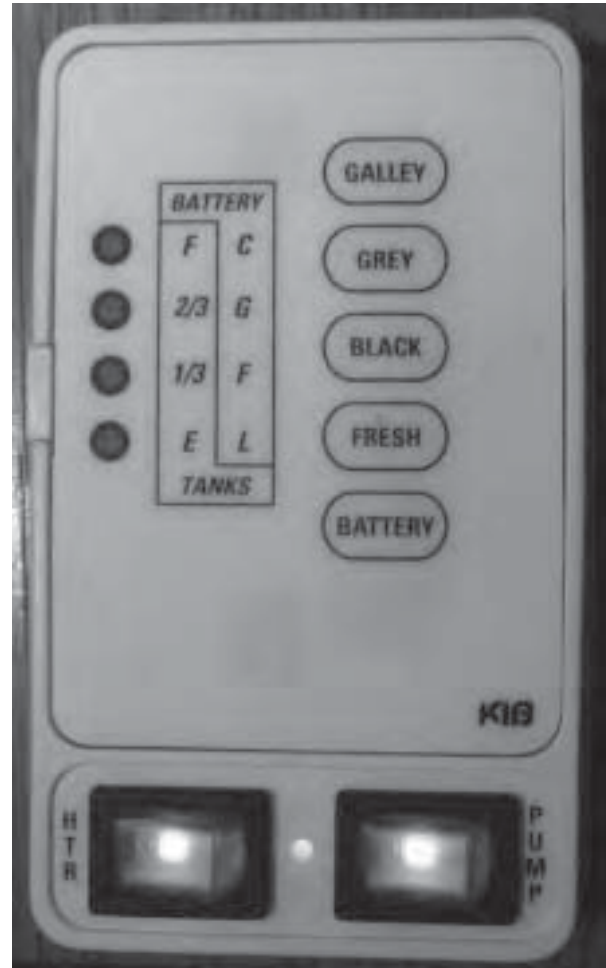 GALLEY
BATTERY
F C
GREY
2/3 G
1/3 F
BLACK
E L
FRESH
TANKS
BATTERY
KIB
HTR
PUMP